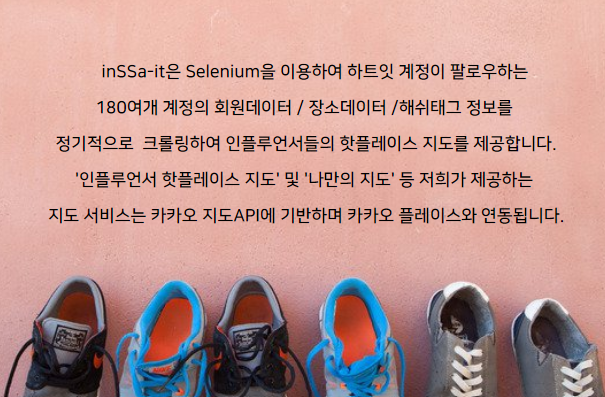 inSSa-it은 Selenium을 이용하여 하트잇 계정이 팔로우하는
180여개 계정의 회원데이터 / 장소데이터 /해쉬태그 정보를
정기적으로 크롤링하여 인플루언서들의 핫플레이스 지도를 제공합니다.
'인플루언서 핫플레이스 지도' 및 '나만의 지도' 등 저희가 제공하는
지도 서비스는 카카오 지도API에 기반하며 카카오 플레이스와 연동됩니다.